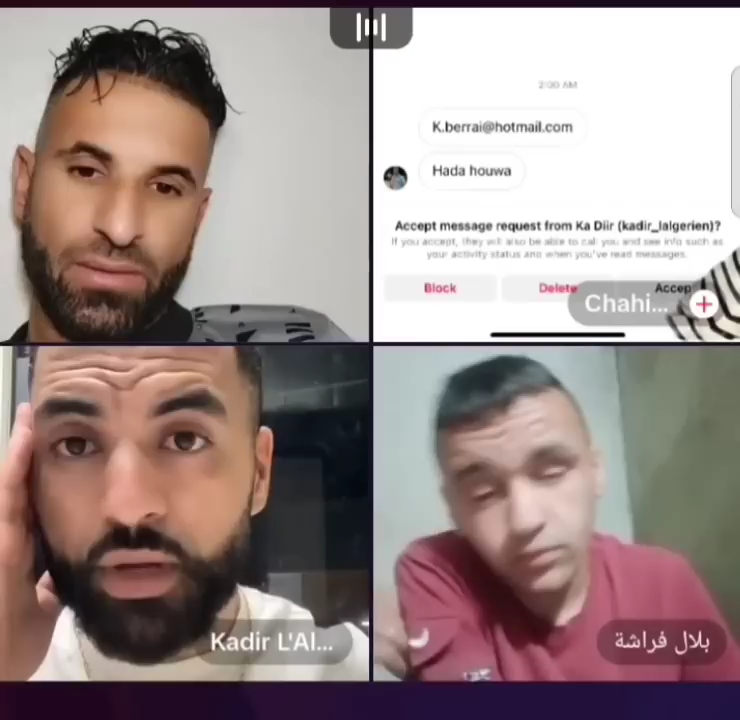 2:00 AM
K.berrai@hotmail.com
Hada houwa
Accept message request from Ka Diir (kadir_lalgerien)?
If you accept, they will also be able to call you and see info such as
your activity status and when you've read messages.
Block
Delete
Accep
Chahi...
Kadir L'Al...
بلال فراشة